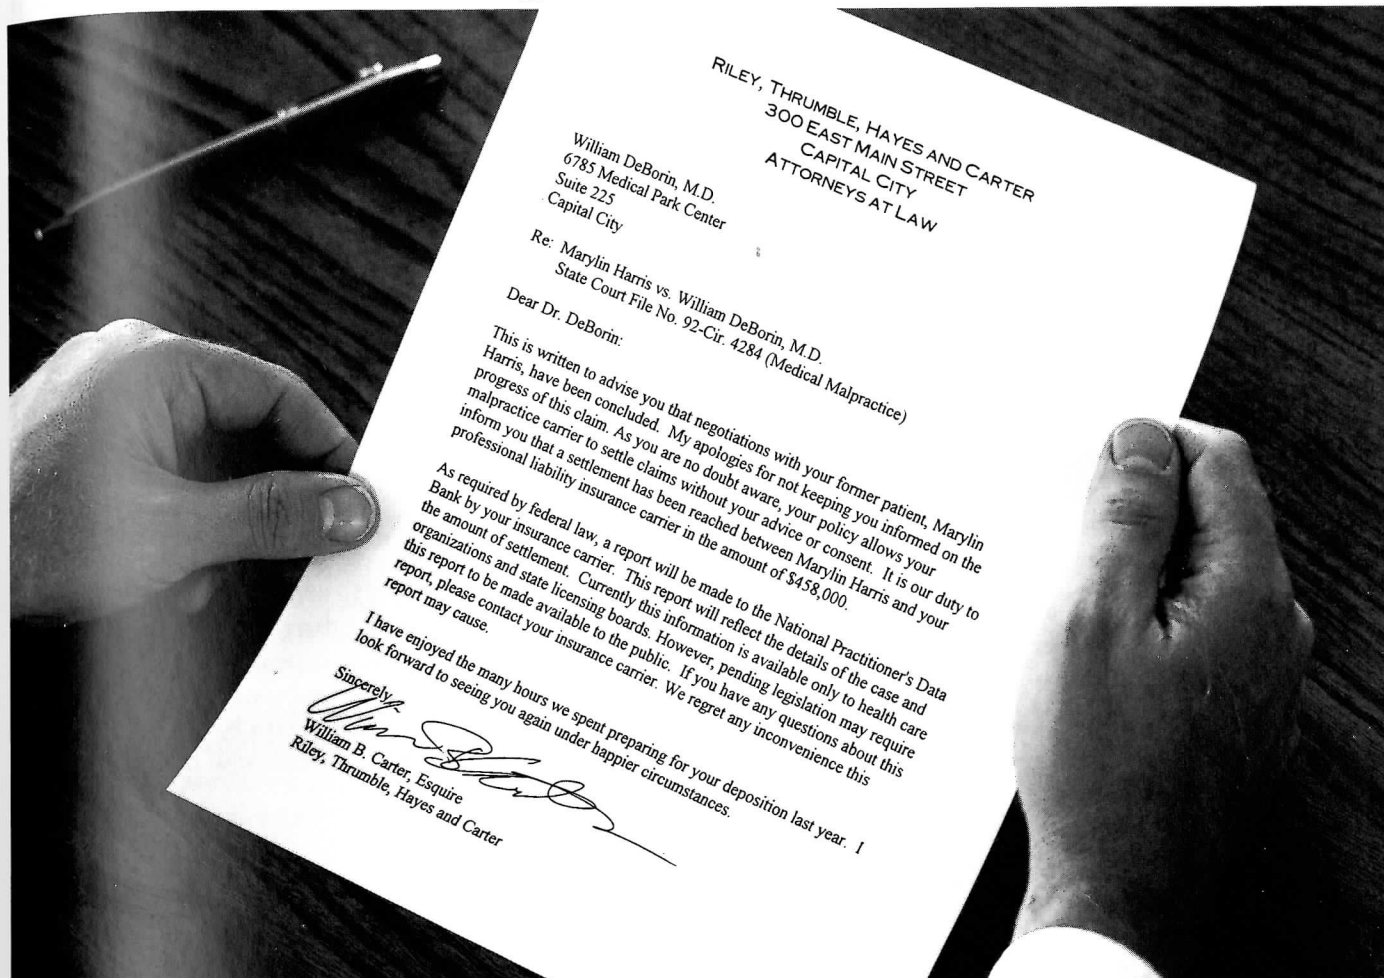 RILEY, THRUMBLE, HAYES AND CARTER
300 EAST MAIN STREET
CAPITAL CITY
ATTORNEYS AT LAW
William DeBorin, M.D.
6785 Medical Park Center
Suite 225
Capital City
Re: Marylin Harris vs. William DeBorin, M.D.
State Court File No. 92-Cir. 4284 (Medical Malpractice)
Dear Dr. DeBorin:
This is written to advise you that negotiations with your former patient, Marylin
Harris, have been concluded. My apologies for not keeping you informed on the
progress of this claim. As you are no doubt aware, your policy allows your
malpractice carrier to settle claims without your advice or consent. It is our duty to
inform you that a settlement has been reached between Marylin Harris and your
professional liability insurance carrier in the amount of $458,000.
As required by federal law, a report will be made to the National Practitioner's Data
Bank by your insurance carrier. This report will reflect the details of the case and
the amount of settlement. Currently this information is available only to health care
organizations and state licensing boards. However, pending legislation may require
this report to be made available to the public. If you have any questions about this
report, please contact your insurance carrier. We regret any inconvenience this
report may cause.
I have enjoyed the many hours we spent preparing for your deposition last year. I
look forward to seeing you again under happier circumstances.
Sincerely,
William B. Carter, Esquire
Riley, Thrumble, Hayes and Carter